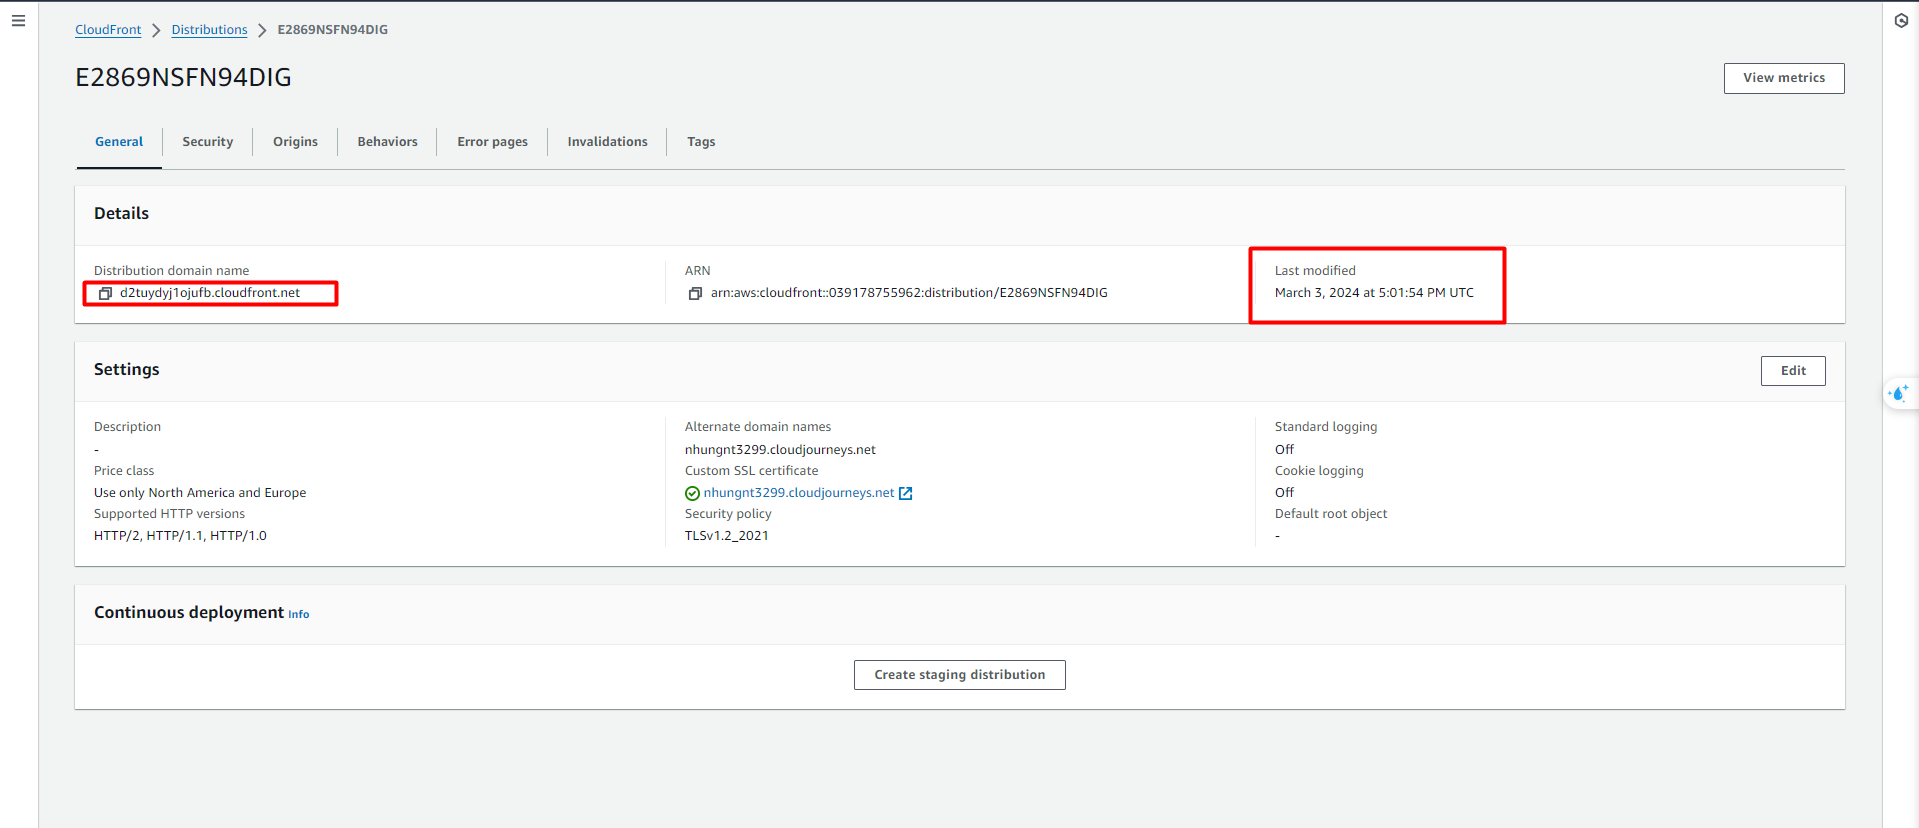 CloudFront > Distributions > E2869NSFN94DIG
E2869NSFN94DIG
View metrics
General
Security
Origins
Behaviors
Error pages
Invalidations
Tags
Details
Distribution domain name
d2tuydyj1ojufb.cloudfront.net
ARN
arn:aws:cloudfront::039178755962:distribution/E2869NSFN94DIG
Last modified
March 3, 2024 at 5:01:54 PM UTC
Settings
Edit
Description
-
Price class
Use only North America and Europe
Supported HTTP versions
HTTP/2, HTTP/1.1, HTTP/1.0
Alternate domain names
nhungnt3299.cloudjourneys.net
Custom SSL certificate
nhungnt3299.cloudjourneys.net
Security policy
TLSv1.2_2021
Standard logging
Off
Cookie logging
Off
Default root object
-
Continuous deployment Info
Create staging distribution